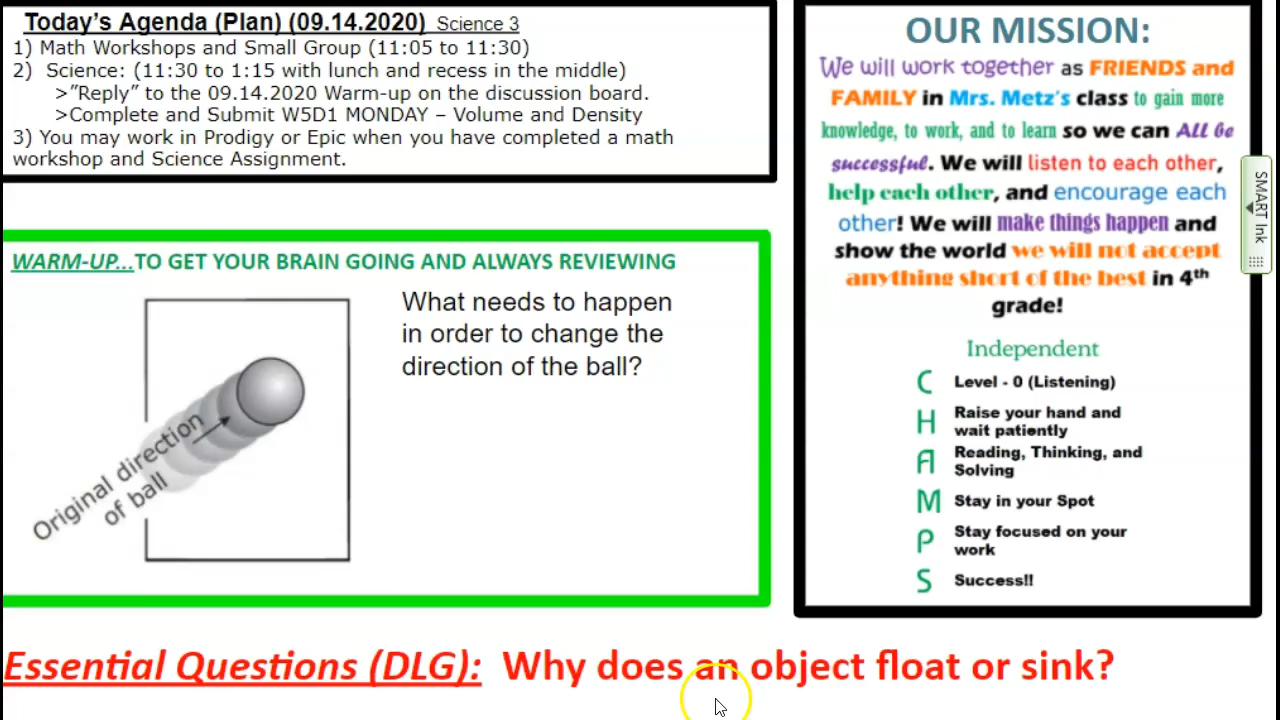 Today's Agenda (Plan) (09.14.2020) Science 3
1) Math Workshops and Small Group (11:05 to 11:30)
2) Science: (11:30 to 1:15 with lunch and recess in the middle)
>"Reply" to the 09.14.2020 Warm-up on the discussion board.
>Complete and Submit W5D1 MONDAY – Volume and Density
3) You may work in Prodigy or Epic when you have completed a math
workshop and Science Assignment.
WARM-UP...TO GET YOUR BRAIN GOING AND ALWAYS REVIEWING
What needs to happen
in order to change the
direction of the ball?
Original direction
of ball
OUR MISSION:
We will work together as FRIENDS and
FAMILY in Mrs. Metz's class to gain more
knowledge, to work, and to learn so we can All be
successful. We will listen to each other,
help each other, and encourage each
other! We will make things happen and
show the world we will not accept
anything short of the best in 4th
grade!
Independent
C Level - 0 (Listening)
H Raise your hand and
wait patiently
A Reading, Thinking, and
Solving
M Stay in your Spot
P Stay focused on your
work
S Success!!
SMART Ink
Essential Questions (DLG): Why does an object float or sink?